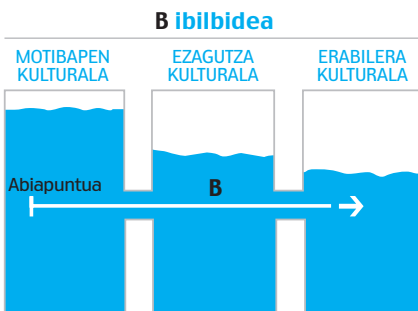 B ibilbidea
MOTIBAPEN
KULTURALA
EZAGUTZA
KULTURALA
ERABILERA
KULTURALA
Abiapuntua
B